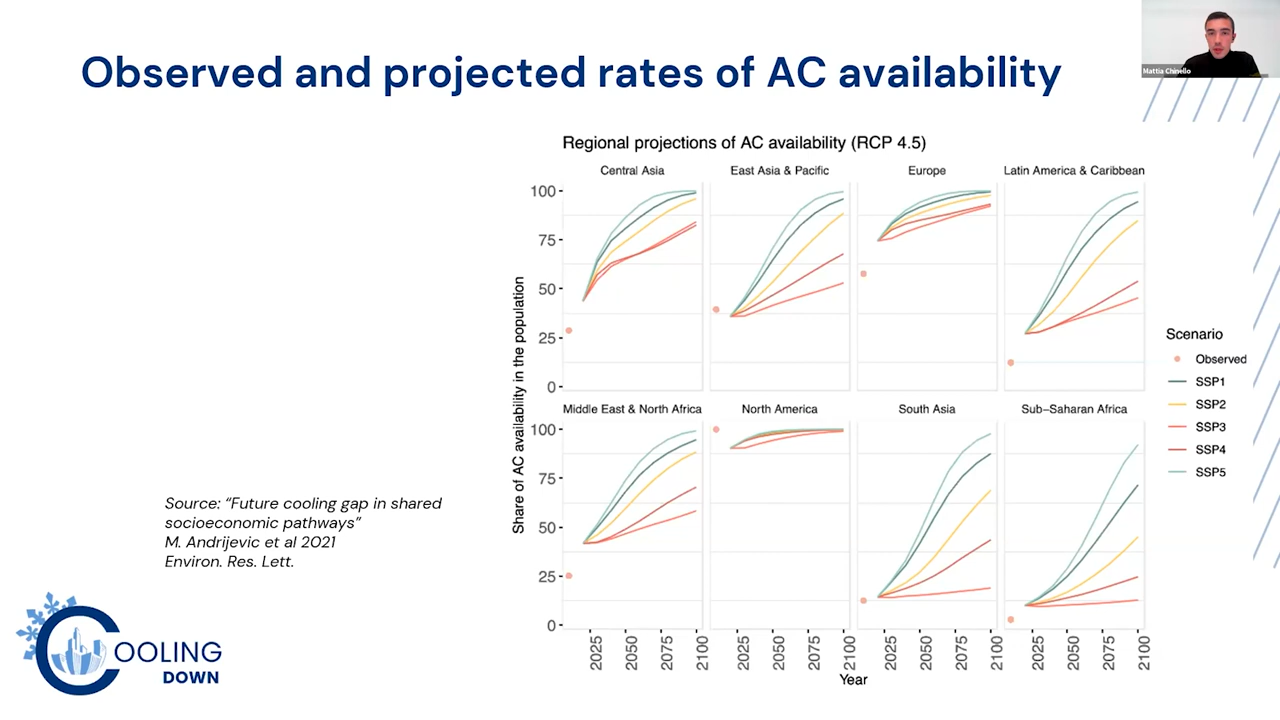 Observed and projected rates of AC availability
Mattia Chinello
Regional projections of AC availability (RCP 4.5)
Central Asia
East Asia & Pacific
Europe
Latin America & Caribbean
100
75
50
25
0
Share of AC availability in the population
Middle East & North Africa
North America
South Asia
Sub-Saharan Africa
100
75
50
25
0
2025 2050 2075 2100
2025 2050 2075 2100
2025 2050 2075 2100
2025 2050 2075 2100
Year
Scenario
Observed
SSP1
SSP2
SSP3
SSP4
SSP5
Source: “Future cooling gap in shared
socioeconomic pathways”
M. Andrijevic et al 2021
Environ. Res. Lett.
COOLING
DOWN